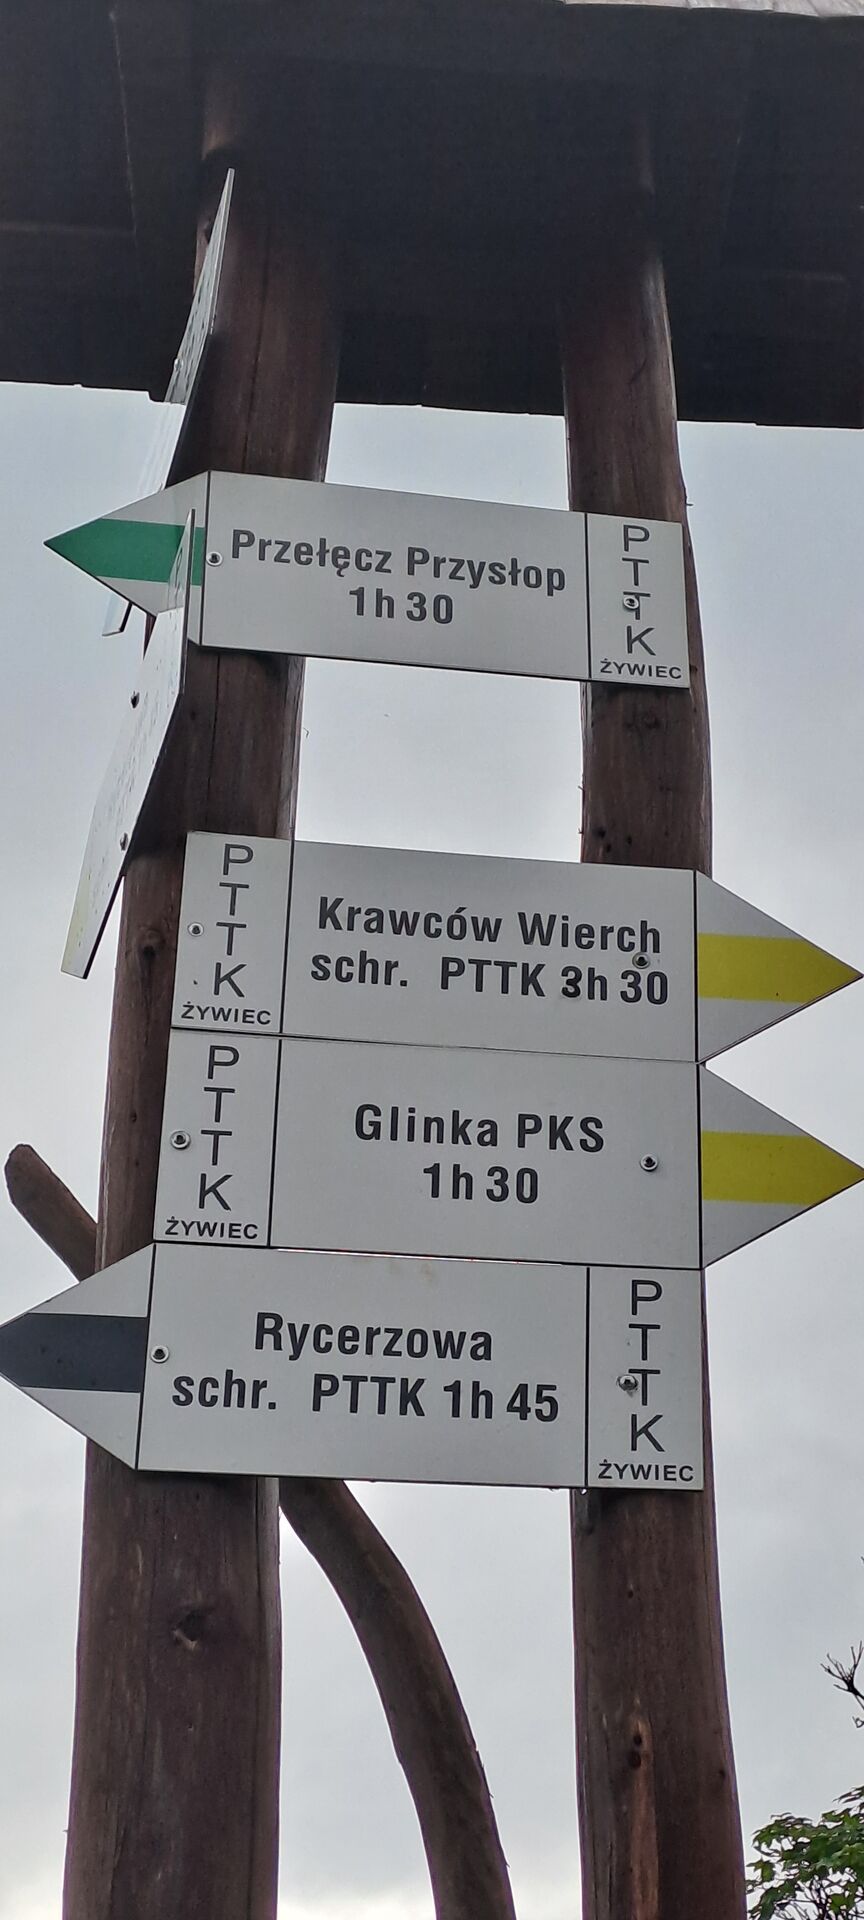 Przełęcz Przysłop
1h 30
PTTK
ŻYWIEC
PTTK
ŻYWIEC
Krawców Wierch
schr. PTTK 3h 30
PTTK
ŻYWIEC
Glinka PKS
1h 30
Rycerzowa
schr. PTTK 1h 45
PTTK
ŻYWIEC